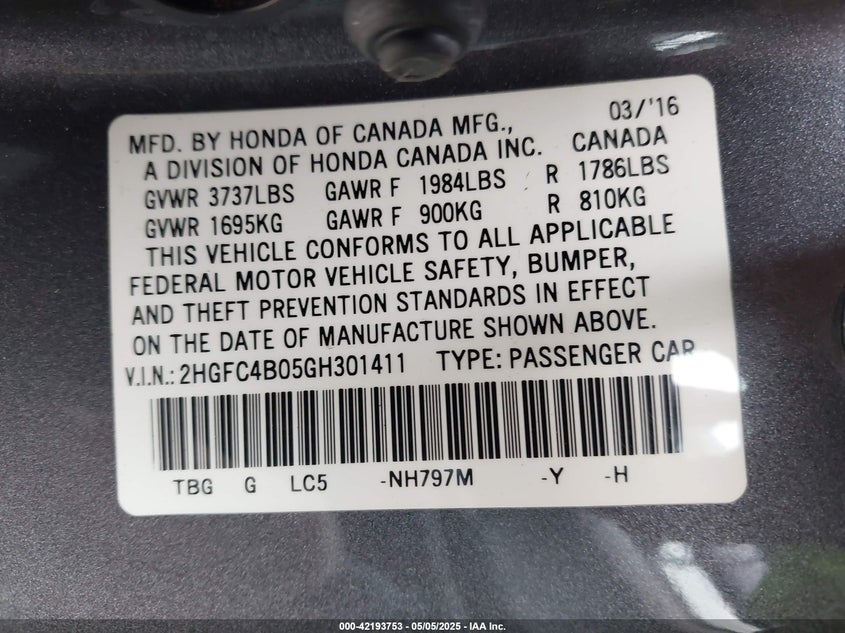 03/'16
MFD. BY HONDA OF CANADA MFG.,
A DIVISION OF HONDA CANADA INC. CANADA
GVWR 3737LBS GAWR F 1984LBS R 1786LBS
GVWR 1695KG GAWR F 900KG R 810KG
THIS VEHICLE CONFORMS TO ALL APPLICABLE
FEDERAL MOTOR VEHICLE SAFETY, BUMPER,
AND THEFT PREVENTION STANDARDS IN EFFECT
ON THE DATE OF MANUFACTURE SHOWN ABOVE.
V.I.N.: 2HGFC4B05GH301411 TYPE: PASSENGER CAR
TBG G LC5 -NH797M -Y -H
000-42193753 - 05/05/2025 - IAA Inc.